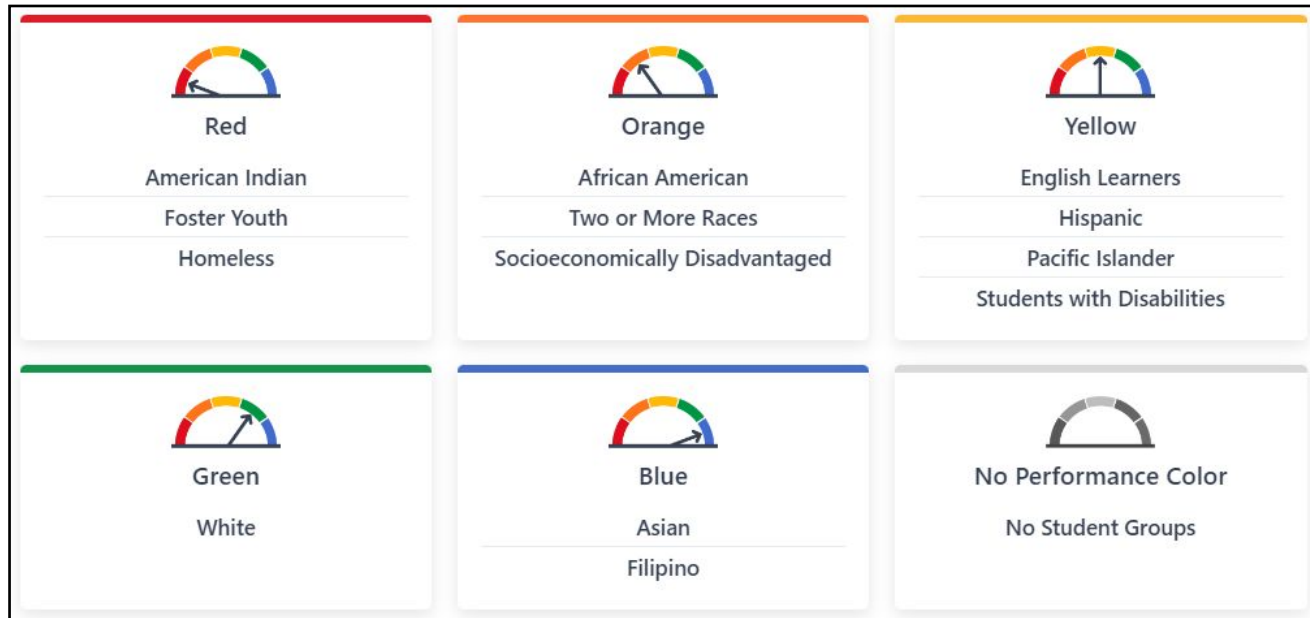 Red
American Indian
Foster Youth
Homeless
Orange
African American
Two or More Races
Socioeconomically Disadvantaged
Yellow
English Learners
Hispanic
Pacific Islander
Students with Disabilities
Green
White
Blue
Asian
Filipino
No Performance Color
No Student Groups